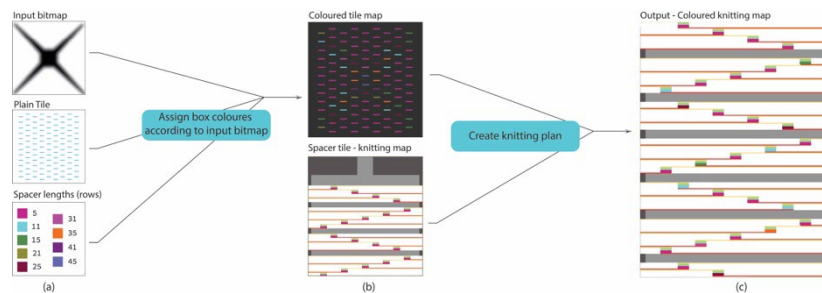 Input bitmap
Plain Tile
Spacer lengths (rows)
5
11
15
21
25
31
35
41
45
(a)
Assign box coloures
according to input bitmap
Coloured tile map
Spacer tile - knitting map
(b)
Create knitting plan
Output - Coloured knitting map
(c)